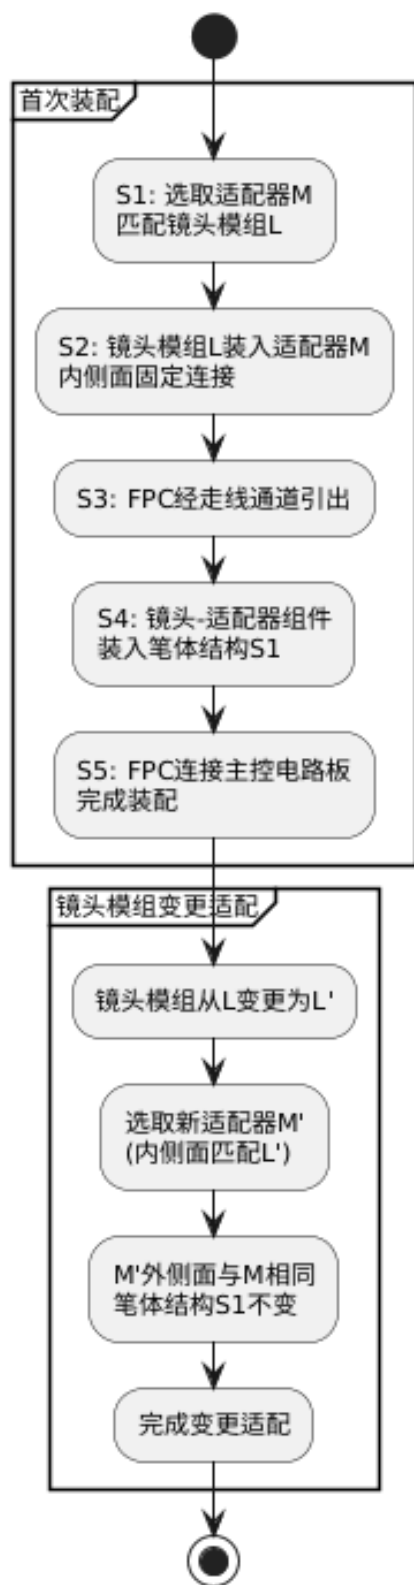 首次装配
S1: 选取适配器M
匹配镜头模组L
S2: 镜头模组L装入适配器M
内侧面固定连接
S3: FPC经走线通道引出
S4: 镜头-适配器组件
装入笔体结构S1
S5: FPC连接主控电路板
完成装配
镜头模组变更适配
镜头模组从L变更为L'
选取新适配器M'
(内侧面匹配L')
M'外侧面与M相同
笔体结构S1不变
完成变更适配